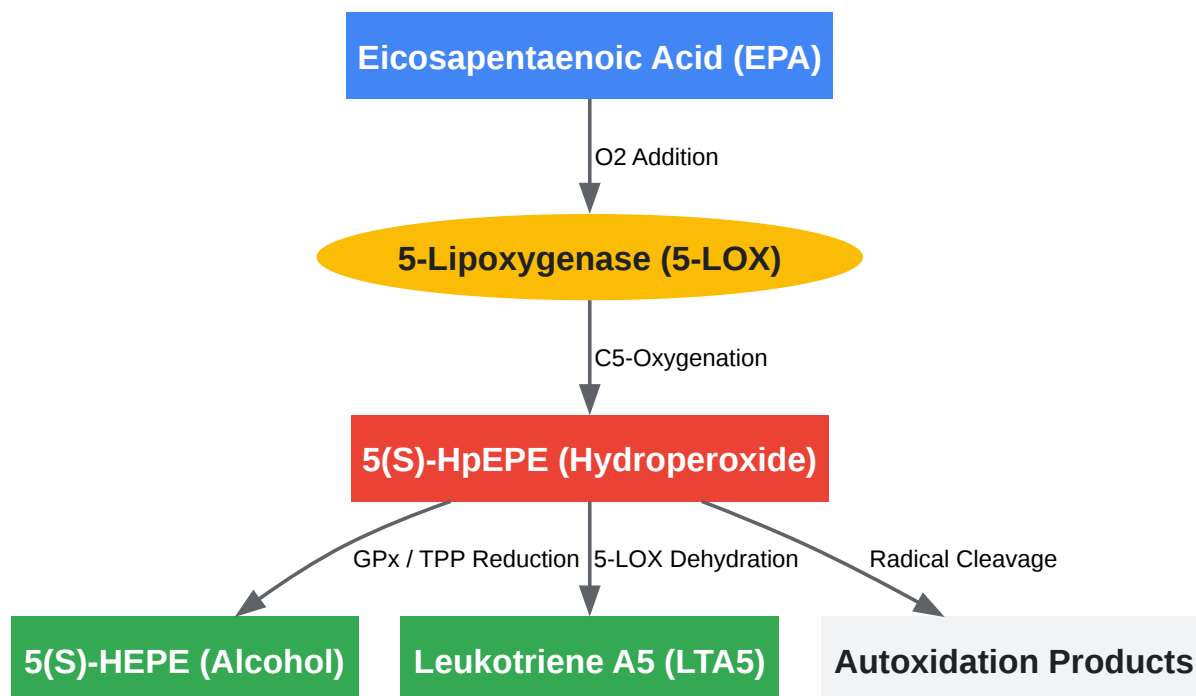 Eicosapentaenoic Acid (EPA)
O2 Addition
5-Lipoxygenase (5-LOX)
C5-Oxygenation
5(S)-HpEPE (Hydroperoxide)
GPx / TPP Reduction
5-LOX Dehydration
Radical Cleavage
5(S)-HEPE (Alcohol)
Leukotriene A5 (LTA5)
Autoxidation Products